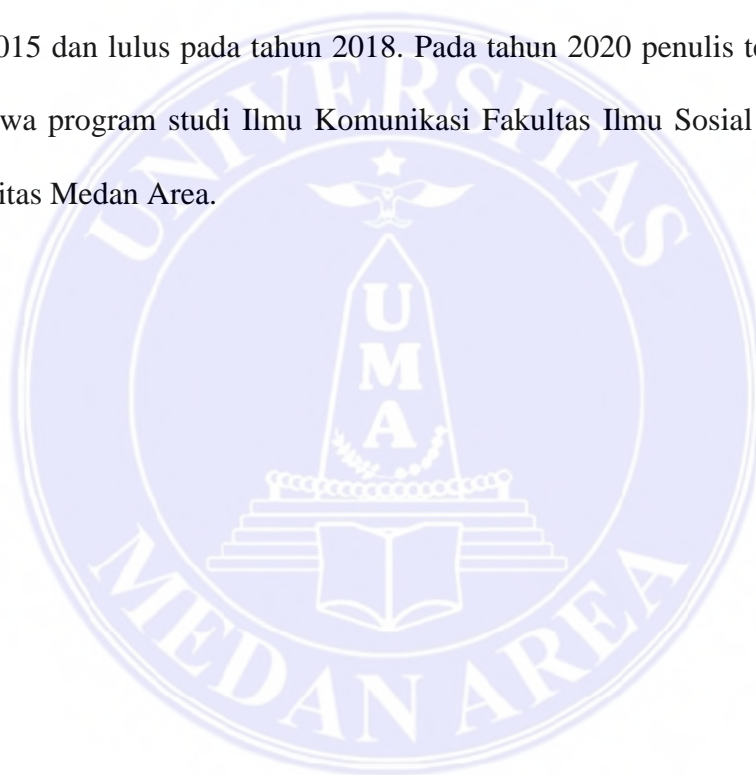 015 dan lulus pada tahun 2018. Pada tahun 2020 penulis
wa program studi Ilmu Komunikasi Fakultas Ilmu Sosial
itas Medan Area.
UNIVERSITAS
UMA
MEDAN AREA